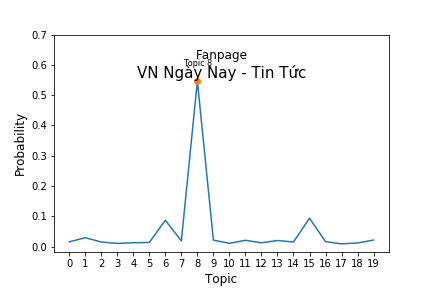 0.7
Fanpage
0.6
Topic 8
VN Ngày Nay - Tin Tức
0.5
0.4
0.3
0.2
0.1
0.0
Probability
0 1 2 3 4 5 6 7 8 9 10 11 12 13 14 15 16 17 18 19
Topic